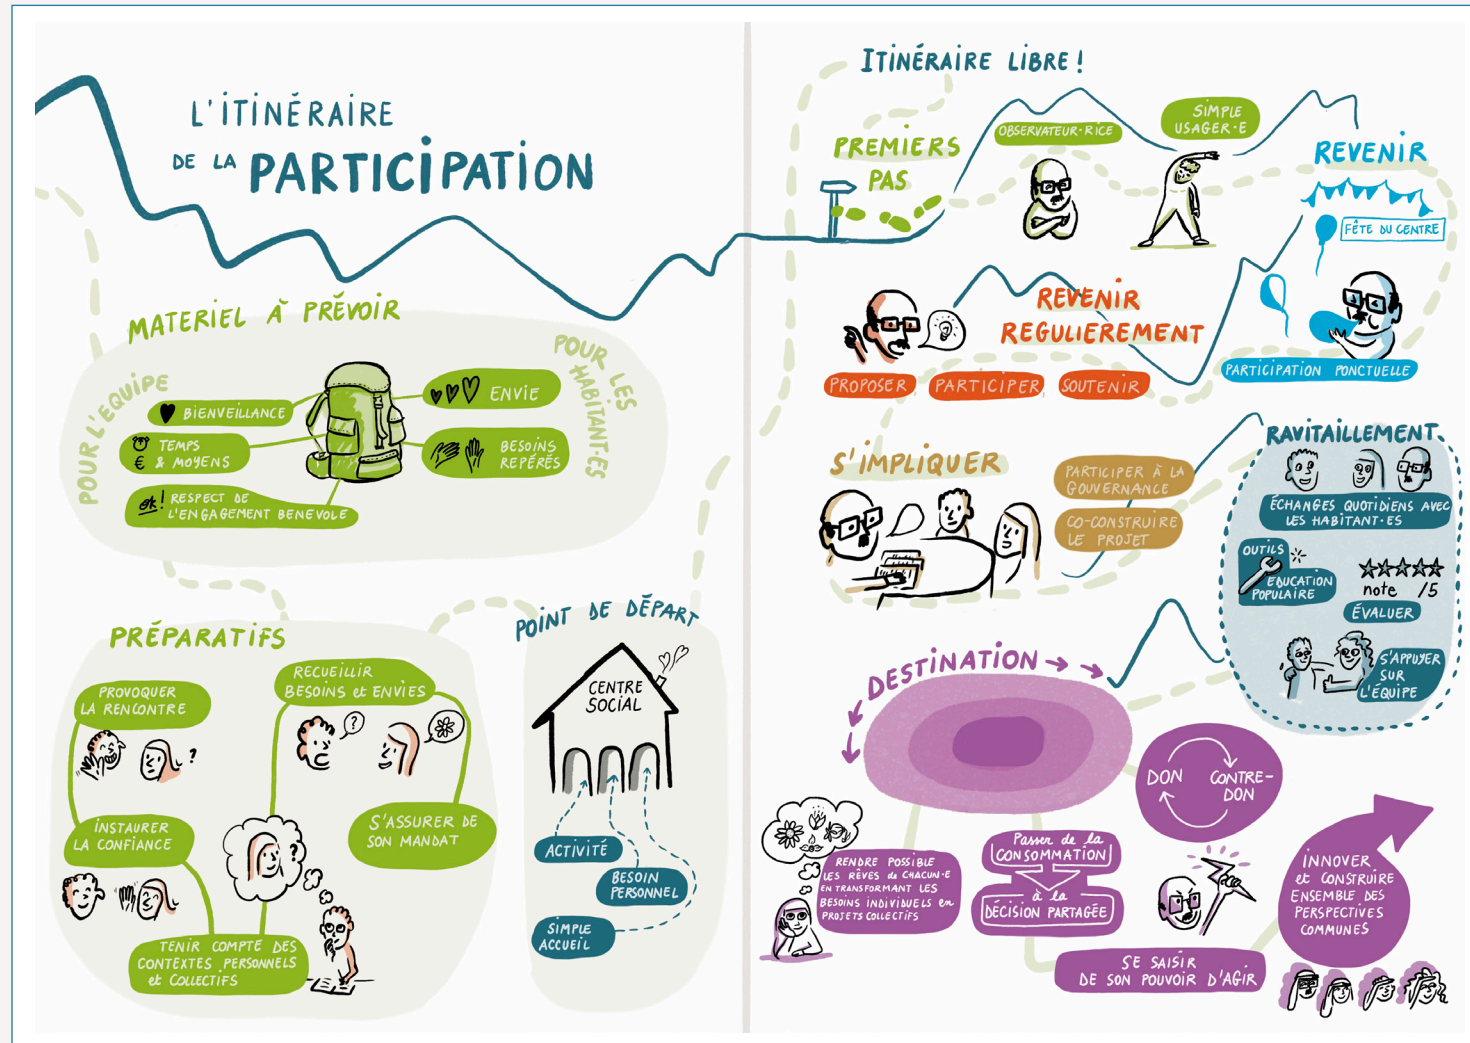 L'ITINÉRAIRE
DE LA PARTICIPATION
MATERIEL À PRÉVOIR
POUR L'ÉQUIPE
BIENVEILLANCE
TEMPS
€ & MOYENS
ok! RESPECT DE
L'ENGAGEMENT BENEVOLE
POUR LES
HABITANT·ES
ENVIE
BESOINS
REPÉRÉS
PRÉPARATIFS
PROVOQUER
LA RENCONTRE
?
INSTAURER
LA CONFIANCE
TENIR COMPTE DES
CONTEXTES PERSONNELS
et COLLECTIFS
?
RECUEILLIR
BESOINS et ENVIES
?
S'ASSURER DE
SON MANDAT
POINT DE DÉPART
CENTRE
SOCIAL
ACTIVITÉ
BESOIN
PERSONNEL
SIMPLE
ACCUEIL
ITINÉRAIRE LIBRE !
PREMIERS
PAS
OBSERVATEUR·RICE
SIMPLE
USAGER·E
REVENIR
FÊTE DU CENTRE
PARTICIPATION PONCTUELLE
REVENIR
REGULIEREMENT
PROPOSER
PARTICIPER
SOUTENIR
S'IMPLIQUER
PARTICIPER À LA
GOUVERNANCE
CO-CONSTRUIRE
LE PROJET
RAVITAILLEMENT
ÉCHANGES QUOTIDIENS AVEC
LES HABITANT·ES
OUTILS
EDUCATION
POPULAIRE
note /5
ÉVALUER
S'APPUYER
SUR
L'ÉQUIPE
DESTINATION
DON
CONTRE-
DON
RENDRE POSSIBLE
LES RÊVES de CHACUN·E
EN TRANSFORMANT LES
BESOINS INDIVIDUELS en
PROJETS COLLECTIFS
Passer de la
CONSOMMATION
à la
DÉCISION PARTAGÉE
SE SAISIR
DE SON POUVOIR D'AGIR
INNOVER
et CONSTRUIRE
ENSEMBLE DES
PERSPECTIVES
COMMUNES